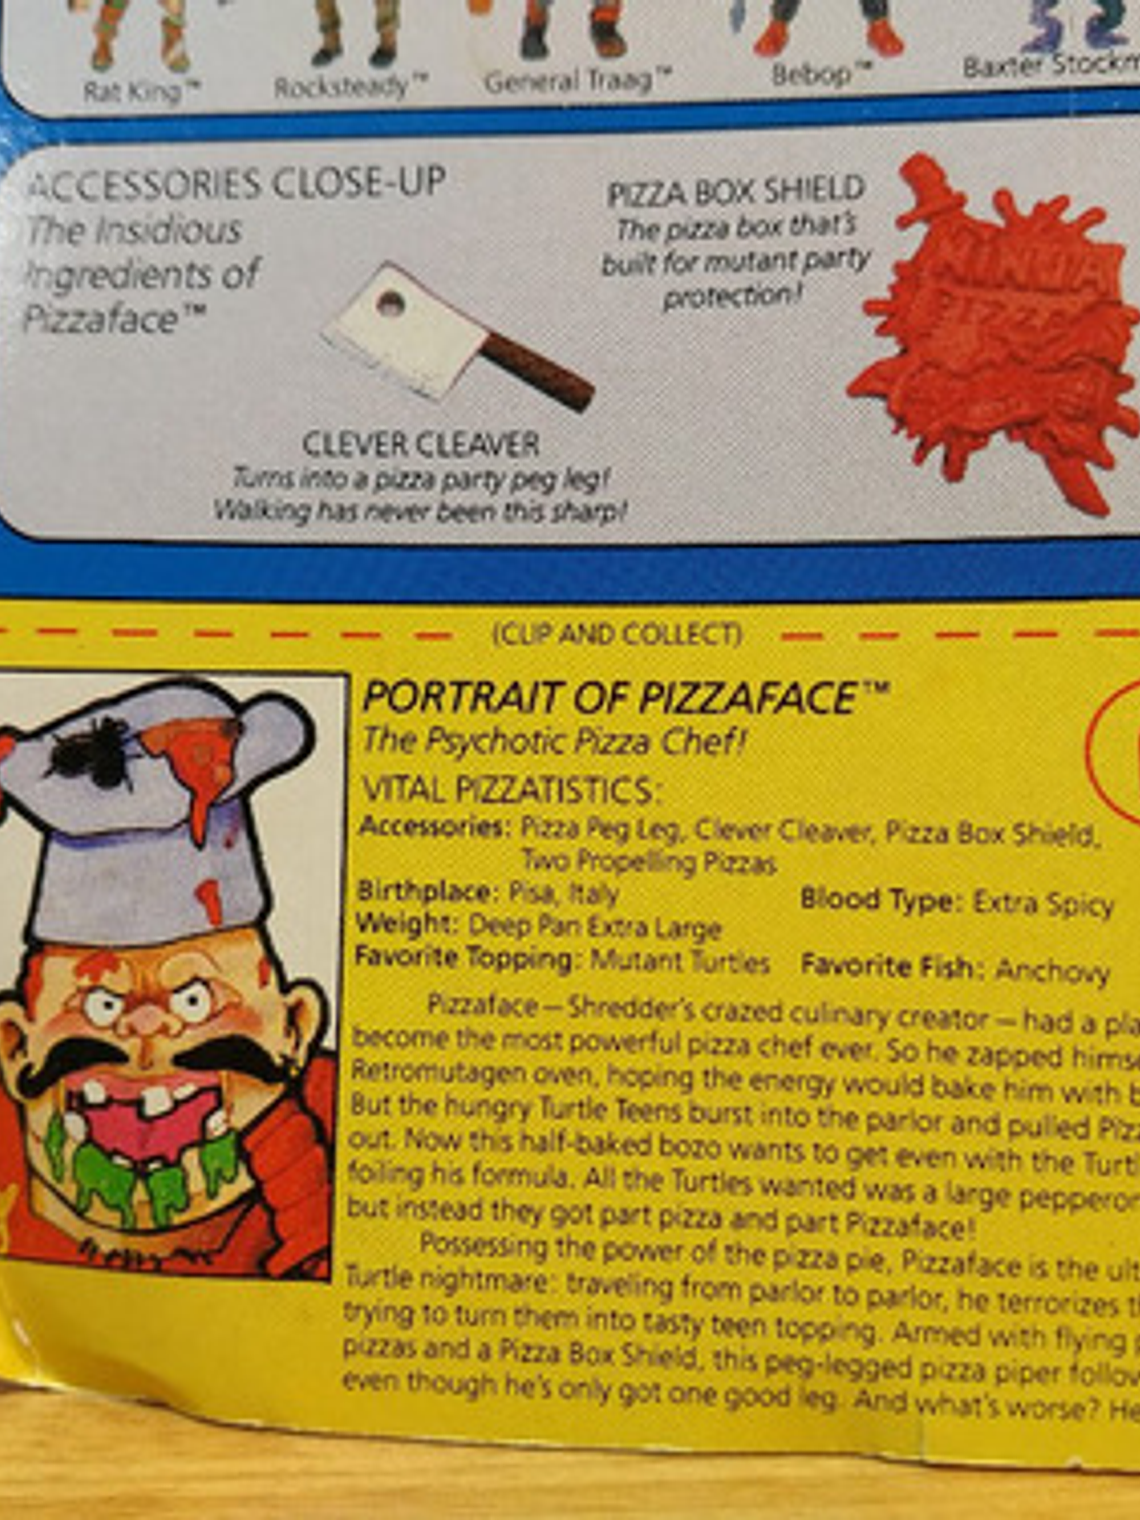 Rat King™
Rocksteady™
General Traag™
Bebop™
Baxter
ACCESSORIES CLOSE-UP
The Insidious
Ingredients of
Pizzaface™
CLEVER CLEAVER
Turns into a pizza party peg leg!
Walking has never been this sharp!
PIZZA BOX SHIELD
The pizza box that's
built for mutant party
protection!
NINJA
PIZZA
(CLIP AND COLLECT)
PORTRAIT OF PIZZAFACE™
The Psychotic Pizza Chef!
VITAL PIZZATISTICS:
Accessories: Pizza Peg Leg, Clever Cleaver, Pizza Box Shield,
Two Propelling Pizzas
Birthplace: Pisa, Italy Blood Type: Extra Spicy
Weight: Deep Pan Extra Large
Favorite Topping: Mutant Turtles Favorite Fish: Anchovy
Pizzaface — Shredder's crazed culinary creator — had a
become the most powerful pizza chef ever. So he zapped
Retromutagen oven, hoping the energy would bake him with
But the hungry Turtle Teens burst into the parlor and pulled
out. Now this half-baked bozo wants to get even with the
foiling his formula. All the Turtles wanted was a large
but instead they got part pizza and part Pizzaface!
Possessing the power of the pizza pie, Pizzaface is the
Turtle nightmare: traveling from parlor to parlor, he terrorizes
trying to turn them into tasty teen topping. Armed with flying
pizzas and a Pizza Box Shield, this peg-legged pizza piper
even though he's only got one good leg. And what's worse?